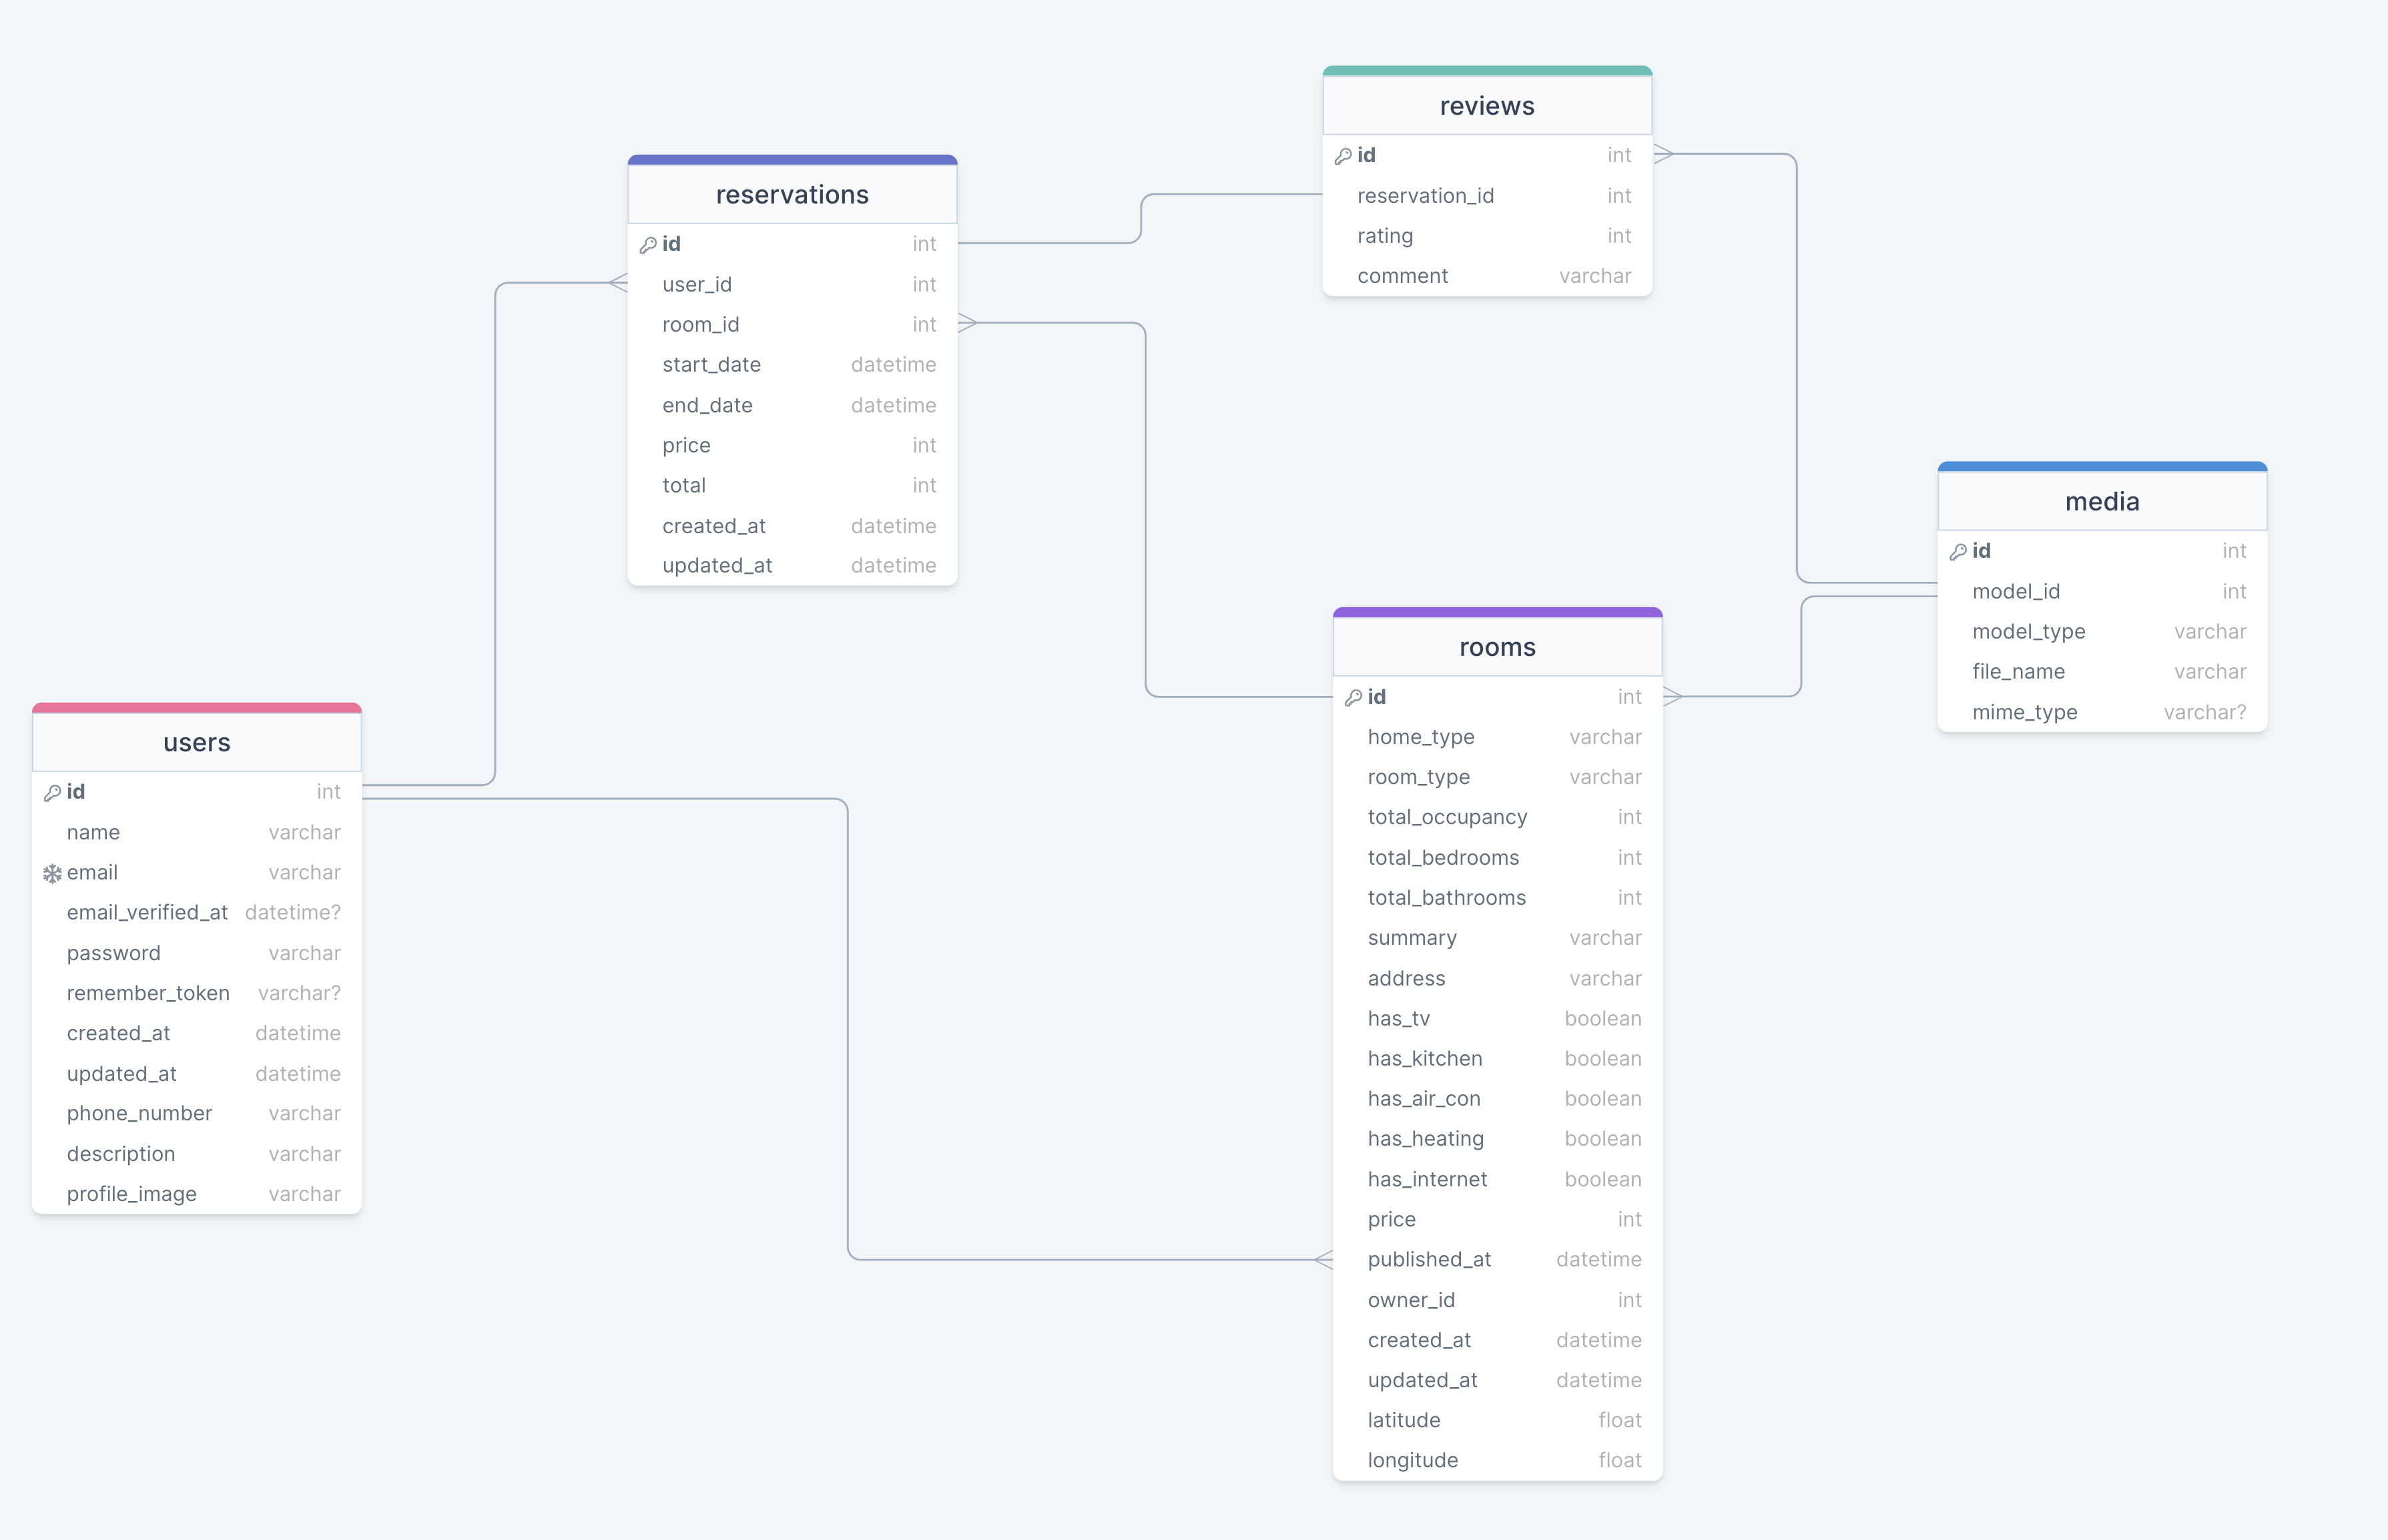 reviews
id int
reservation_id int
rating int
comment varchar
reservations
id int
user_id int
room_id int
start_date datetime
end_date datetime
price int
total int
created_at datetime
updated_at datetime
media
id int
model_id int
model_type varchar
file_name varchar
mime_type varchar?
rooms
id int
home_type varchar
room_type varchar
total_occupancy int
total_bedrooms int
total_bathrooms int
summary varchar
address varchar
has_tv boolean
has_kitchen boolean
has_air_con boolean
has_heating boolean
has_internet boolean
price int
published_at datetime
owner_id int
created_at datetime
updated_at datetime
latitude float
longitude float
users
id int
name varchar
email varchar
email_verified_at datetime?
password varchar
remember_token varchar?
created_at datetime
updated_at datetime
phone_number varchar
description varchar
profile_image varchar